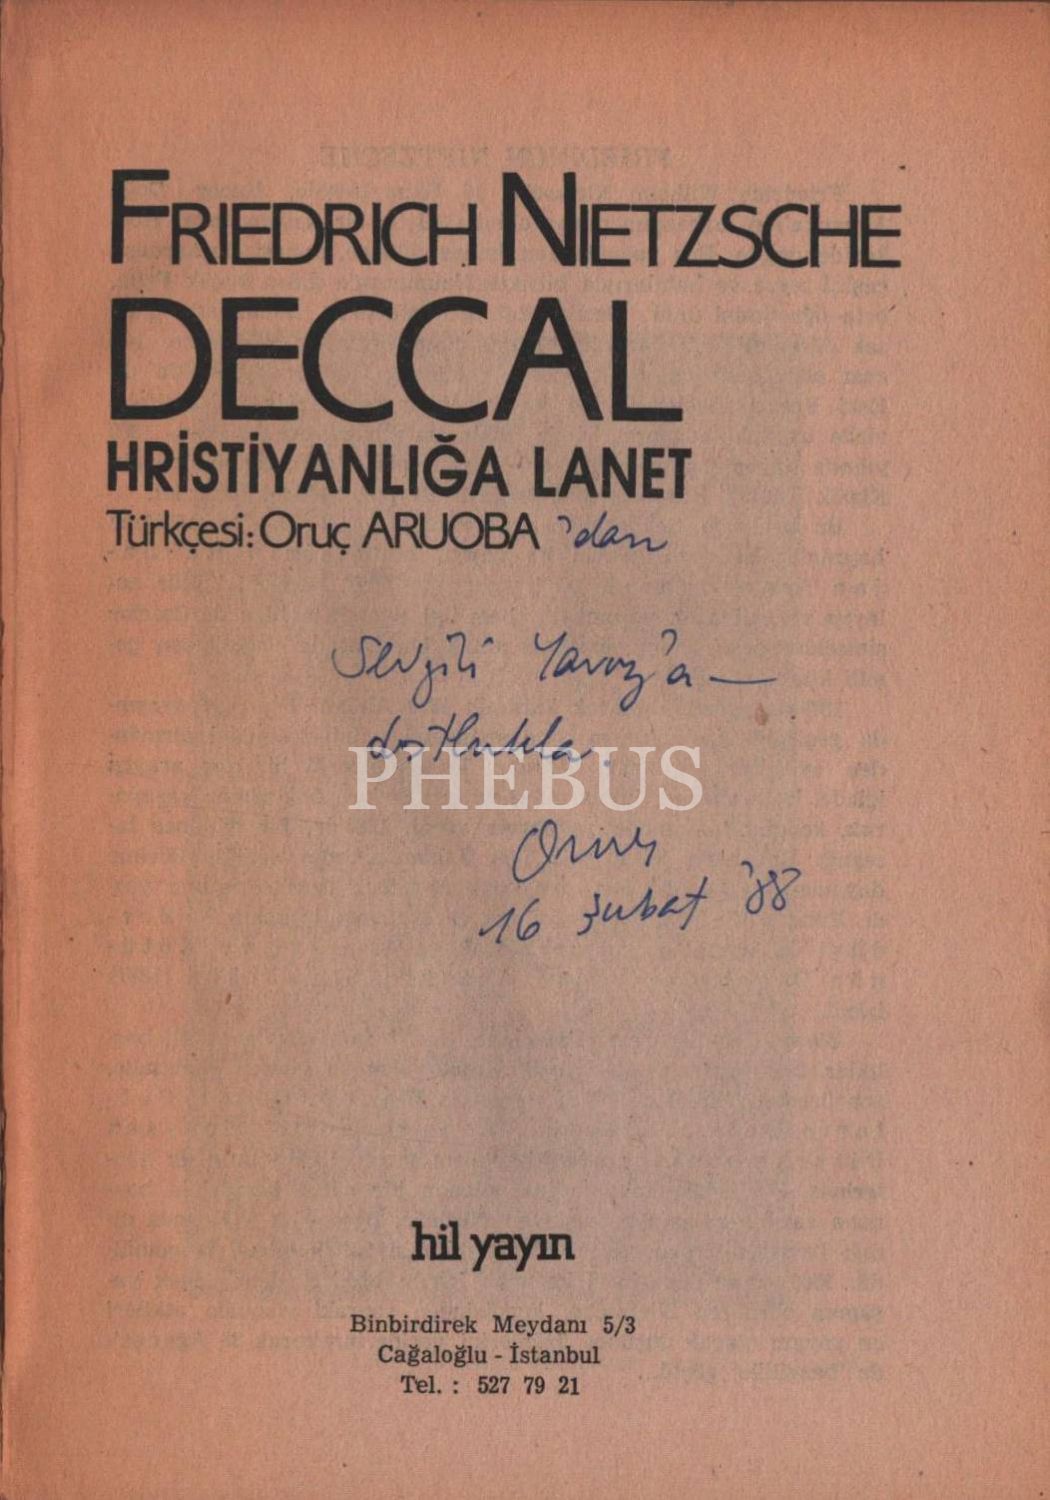 FRIEDRICH NIETZSCHE
DECCAL
HRİSTİYANLIĞA LANET
Türkçesi: Oruç ARUOBA 'dan
Sevgili Yavuz'a —
dostlukla.
PHEBUS
Oruç
16 Şubat '88
hil yayın
Binbirdirek Meydanı 5/3
Cağaloğlu - İstanbul
Tel. : 527 79 21